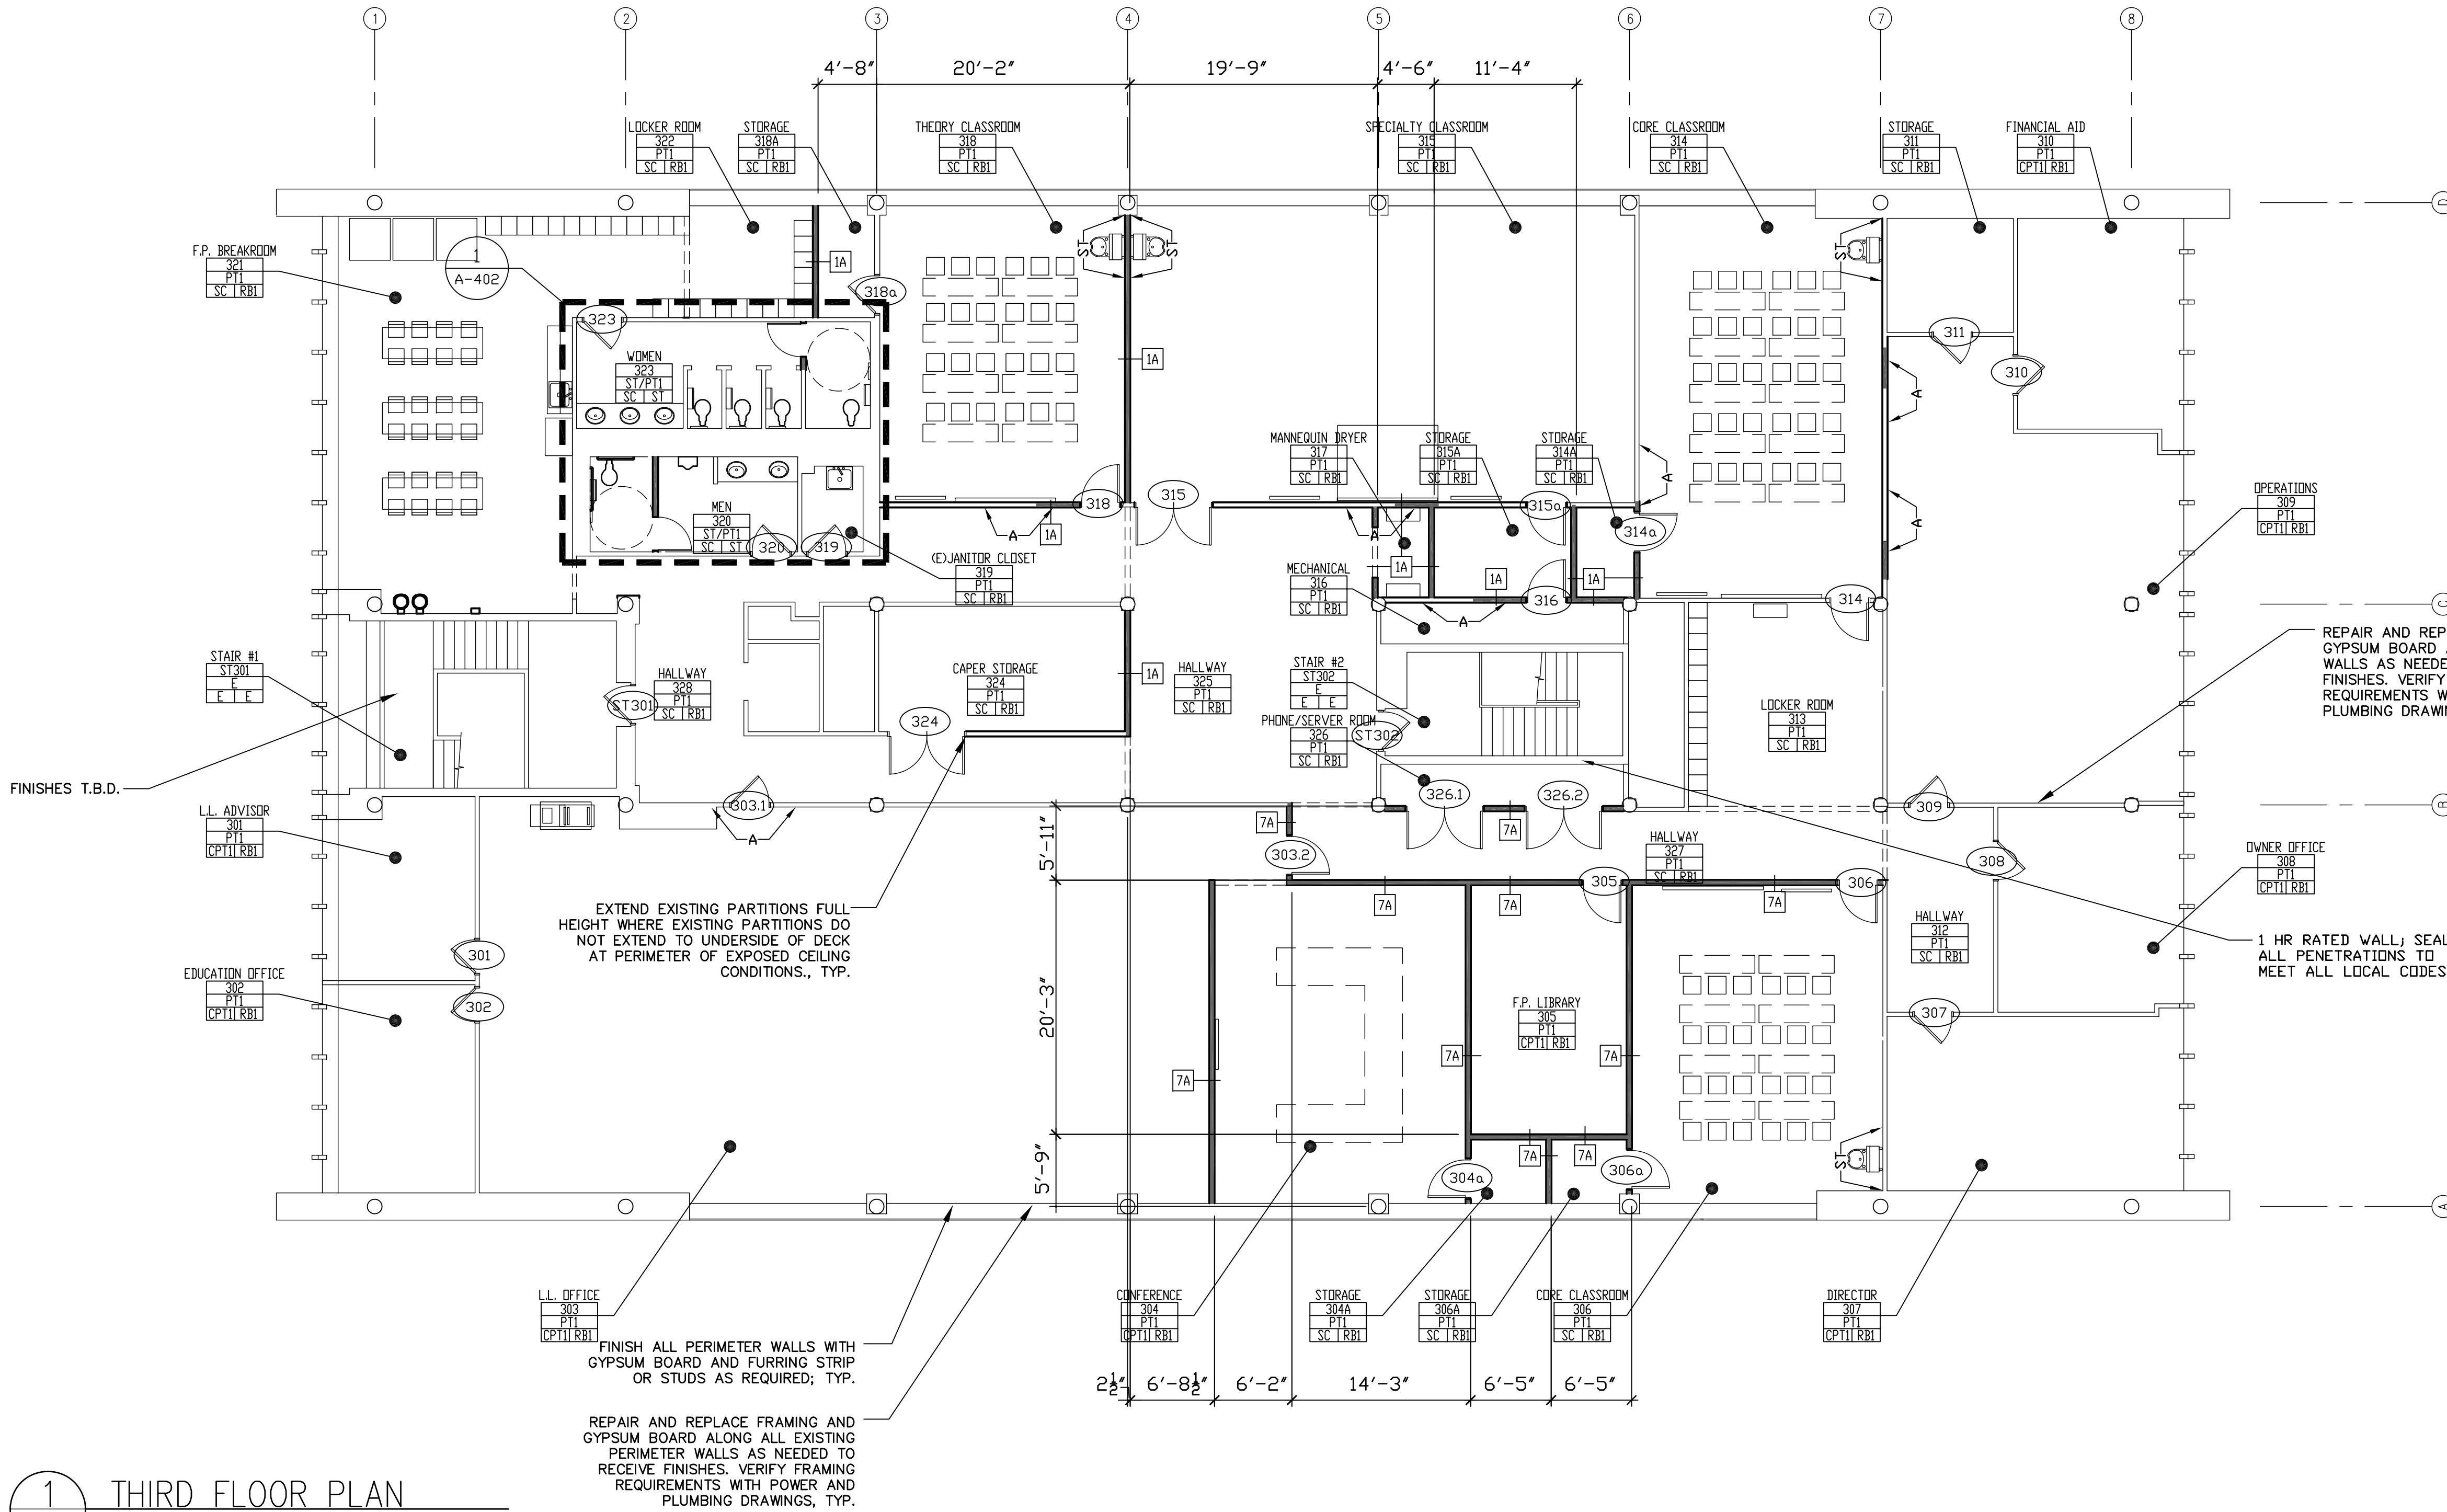 1
2
3
4
5
6
7
8
4'-8"
20'-2"
19'-9"
4'-6"
11'-4"
LOCKER ROOM
322
PT1
SC RB1
STORAGE
318A
PT1
SC RB1
THEORY CLASSROOM
318
PT1
SC RB1
SPECIALTY CLASSROOM
315
PT1
SC RB1
CORE CLASSROOM
314
PT1
SC RB1
STORAGE
311
PT1
SC RB1
FINANCIAL AID
310
PT1
CPT1 RB1
D
F.P. BREAKROOM
321
PT1
SC RB1
1
A-402
1A
318a
ST
ST
ST
323
WOMEN
323
ST/PT1
SC ST
1A
311
310
A
A
A
MANNEQUIN DRYER
317
PT1
SC RB1
STORAGE
315A
PT1
SC RB1
STORAGE
314A
PT1
SC RB1
MEN
320
ST/PT1
SC ST
320
319
318
315
315a
314a
A
1A
A
OPERATIONS
309
PT1
CPT1 RB1
(E)JANITOR CLOSET
319
PT1
SC RB1
MECHANICAL
316
PT1
SC RB1
1A
1A
1A
316
314
A
C
REPAIR AND REP
GYPSUM BOARD A
WALLS AS NEEDE
FINISHES. VERIFY
REQUIREMENTS W
PLUMBING DRAWI
STAIR #1
ST301
E
E E
ST301
HALLWAY
328
PT1
SC RB1
CAPER STORAGE
324
PT1
SC RB1
324
1A
HALLWAY
325
PT1
SC RB1
STAIR #2
ST302
E
E E
PHONE/SERVER ROOM
326
PT1
SC RB1
ST302
LOCKER ROOM
313
PT1
SC RB1
FINISHES T.B.D.
L.L. ADVISOR
301
PT1
CPT1 RB1
303.1
A
326.1
326.2
309
B
7A
7A
303.2
5'-11"
HALLWAY
327
PT1
SC RB1
308
OWNER OFFICE
308
PT1
CPT1 RB1
305
306
EXTEND EXISTING PARTITIONS FULL
HEIGHT WHERE EXISTING PARTITIONS DO
NOT EXTEND TO UNDERSIDE OF DECK
AT PERIMETER OF EXPOSED CEILING
CONDITIONS., TYP.
7A
7A
7A
HALLWAY
312
PT1
SC RB1
1 HR RATED WALL; SEAL
ALL PENETRATIONS TO
MEET ALL LOCAL CODES
301
EDUCATION OFFICE
302
PT1
CPT1 RB1
302
20'-3"
F.P. LIBRARY
305
PT1
CPT1 RB1
307
7A
7A
7A
5'-9"
7A
7A
304a
306a
ST
A
L.L. OFFICE
303
PT1
CPT1 RB1
CONFERENCE
304
PT1
CPT1 RB1
STORAGE
304A
PT1
SC RB1
STORAGE
306A
PT1
SC RB1
CORE CLASSROOM
306
PT1
SC RB1
DIRECTOR
307
PT1
CPT1 RB1
FINISH ALL PERIMETER WALLS WITH
GYPSUM BOARD AND FURRING STRIP
OR STUDS AS REQUIRED; TYP.
2½"
6'-8½"
6'-2"
14'-3"
6'-5"
6'-5"
REPAIR AND REPLACE FRAMING AND
GYPSUM BOARD ALONG ALL EXISTING
PERIMETER WALLS AS NEEDED TO
RECEIVE FINISHES. VERIFY FRAMING
REQUIREMENTS WITH POWER AND
PLUMBING DRAWINGS, TYP.
1
THIRD FLOOR PLAN